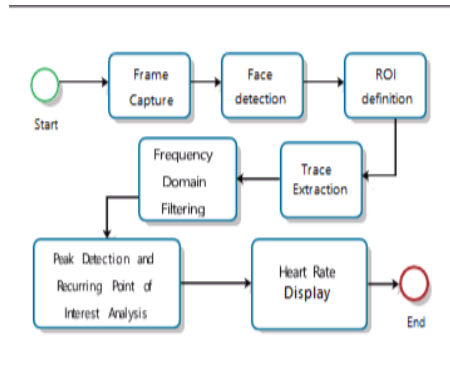 Start
Frame
Capture
Face
detection
ROI
definition
Trace
Extraction
Frequency
Domain
Filtering
Peak Detection and
Recurring Point of
Interest Analysis
Heart Rate
Display
End